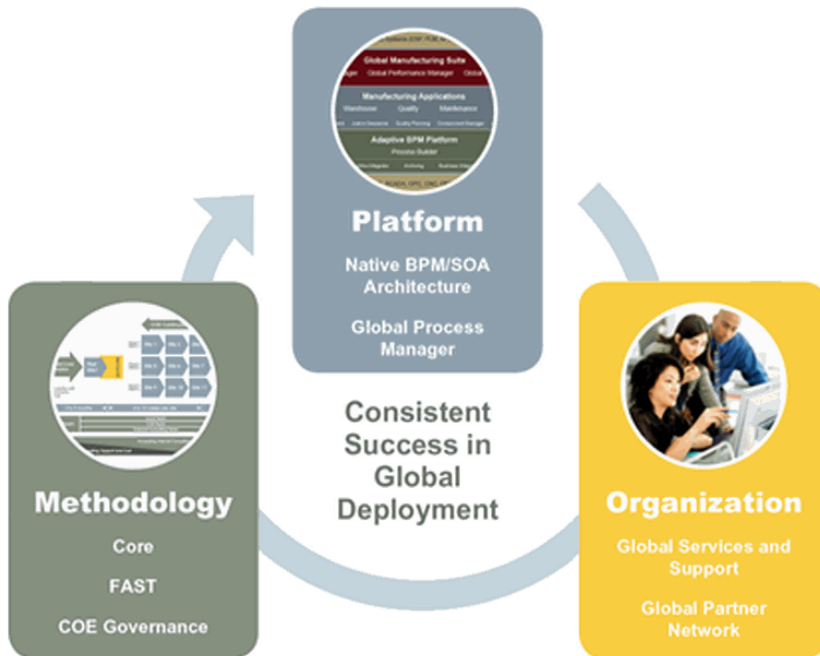 Global Manufacturing Suite
Global Performance Manager Global
Manufacturing Applications
Warehouse Quality Maintenance
Adaptive BPM Platform
Process Builder
Platform
Native BPM/SOA
Architecture
Global Process
Manager
Consistent
Success in
Global
Deployment
Methodology
Core
FAST
COE Governance
Organization
Global Services and
Support
Global Partner
Network